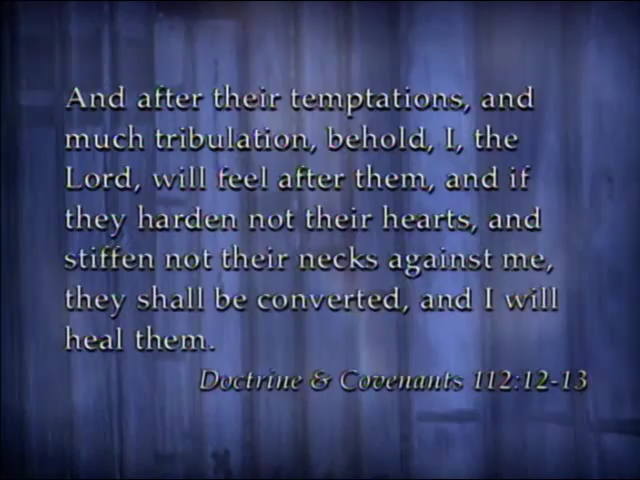 And after their temptations, and
much tribulation, behold, I, the
Lord, will feel after them, and if
they harden not their hearts, and
stiffen not their necks against me,
they shall be converted, and I will
heal them.
Doctrine & Covenants 112:12-13